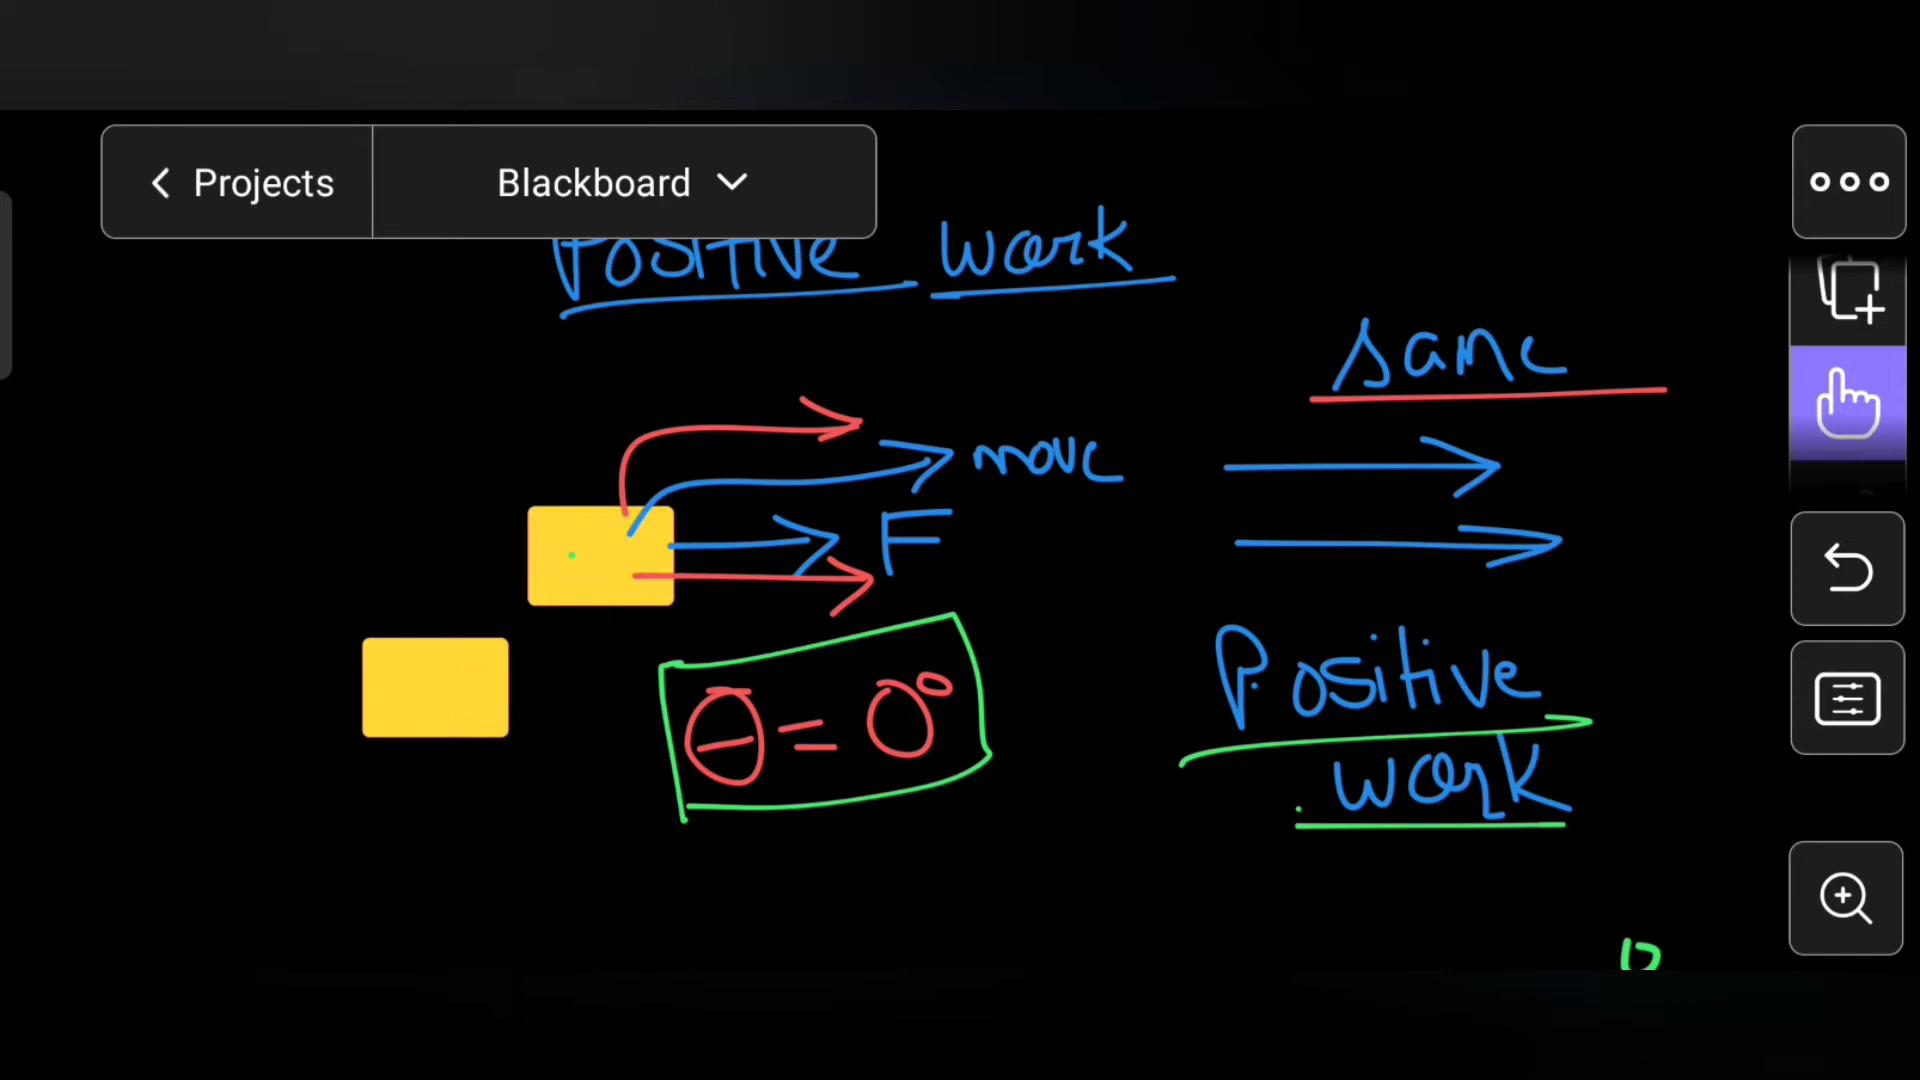 Projects
Blackboard
Positive work
same
move
F
θ = 0°
Positive
work